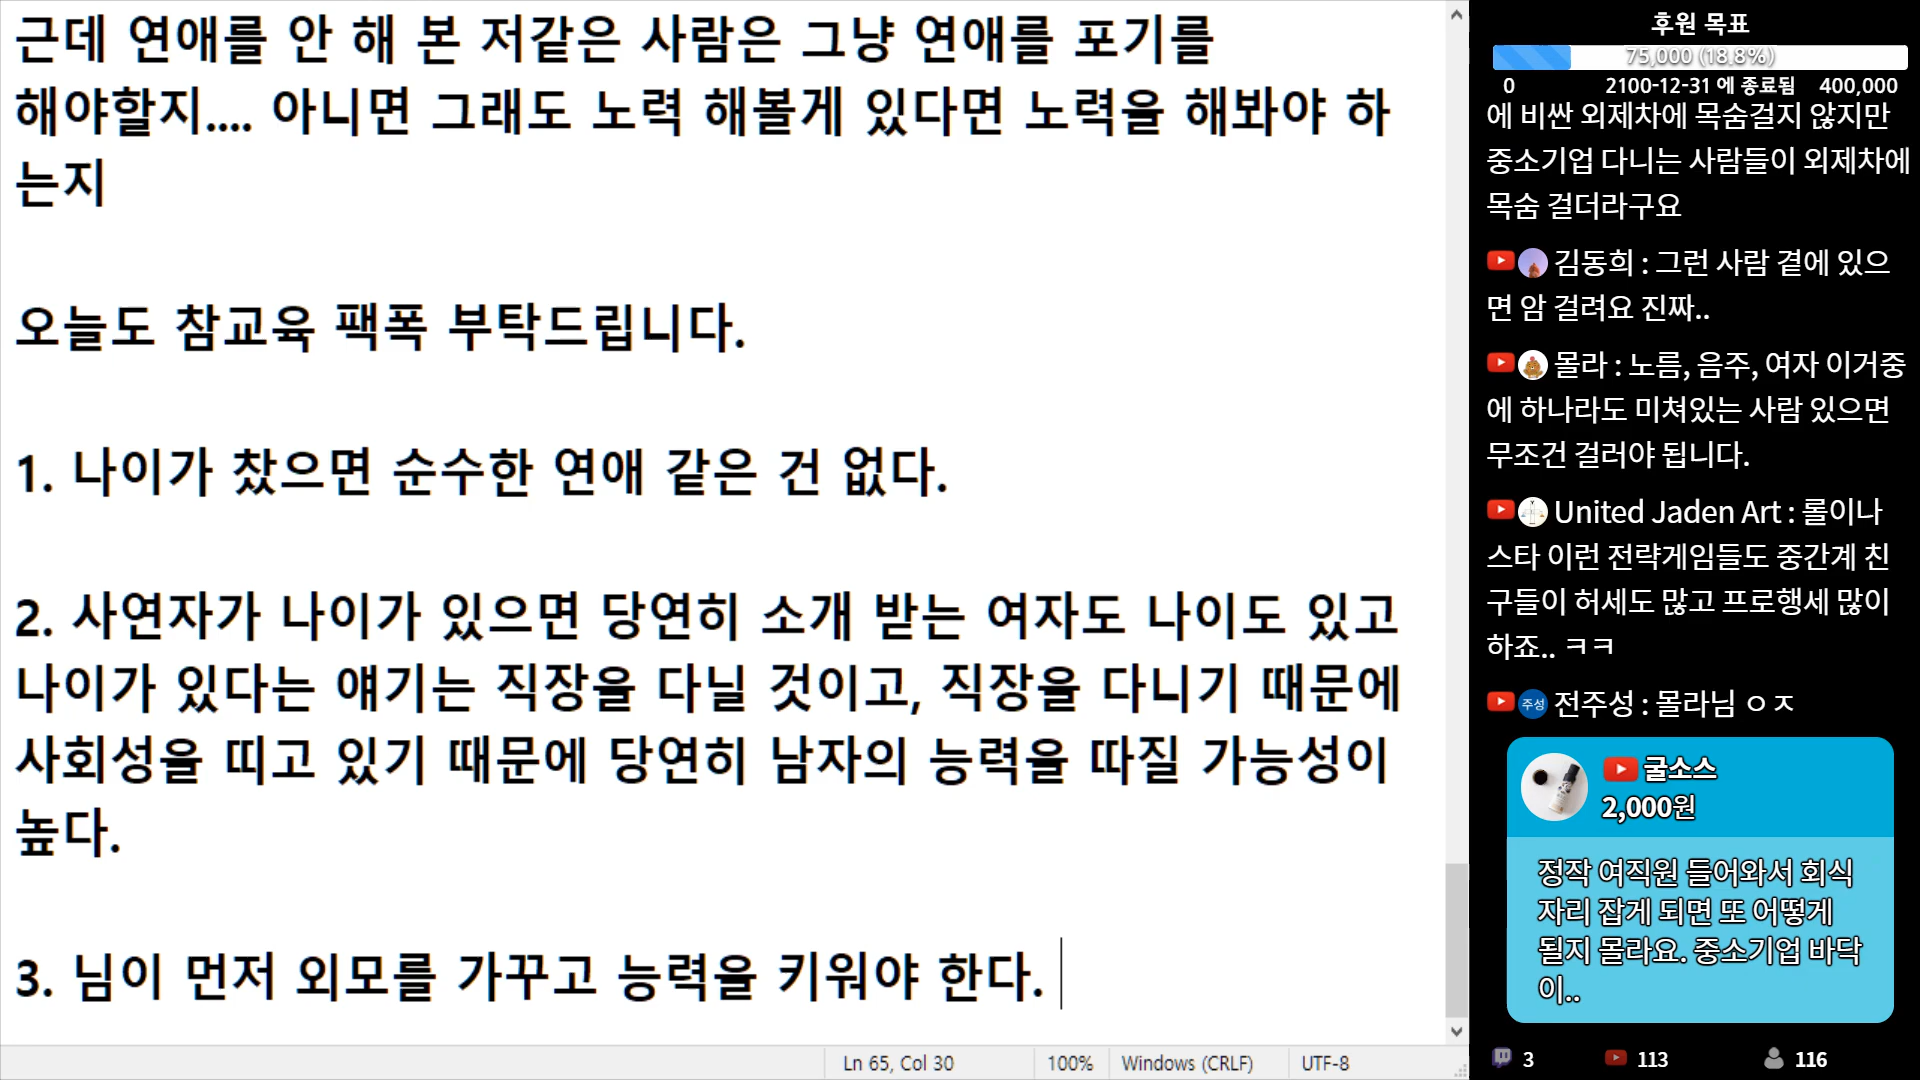 근데 연애를 안 해 본 저같은 사람은 그냥 연애를 포기를
해야할지.... 아니면 그래도 노력 해볼게 있다면 노력을 해봐야 하
는지
오늘도 참교육 팩폭 부탁드립니다.
1. 나이가 찼으면 순수한 연애 같은 건 없다.
2. 사연자가 나이가 있으면 당연히 소개 받는 여자도 나이도 있고
나이가 있다는 얘기는 직장을 다닐 것이고, 직장을 다니기 때문에
사회성을 띠고 있기 때문에 당연히 남자의 능력을 따질 가능성이
높다.
3. 님이 먼저 외모를 가꾸고 능력을 키워야 한다.
Ln 65, Col 30
100%
Windows (CRLF)
UTF-8
후원 목표
75,000 (18.8%)
0 2100-12-31 에 종료됨 400,000
에 비싼 외제차에 목숨걸지 않지만
중소기업 다니는 사람들이 외제차에
목숨 걸더라구요
김동희 : 그런 사람 곁에 있으
면 암 걸려요 진짜..
몰라 : 노름, 음주, 여자 이거중
에 하나라도 미쳐있는 사람 있으면
무조건 걸러야 됩니다.
United Jaden Art : 롤이나
스타 이런 전략게임들도 중간계 친
구들이 허세도 많고 프로행세 많이
하죠.. ㅋㅋ
주성 전주성 : 몰라님 ㅇㅈ
굴소스
2,000원
정작 여직원 들어와서 회식
자리 잡게 되면 또 어떻게
될지 몰라요. 중소기업 바닥
이..
3 113 116